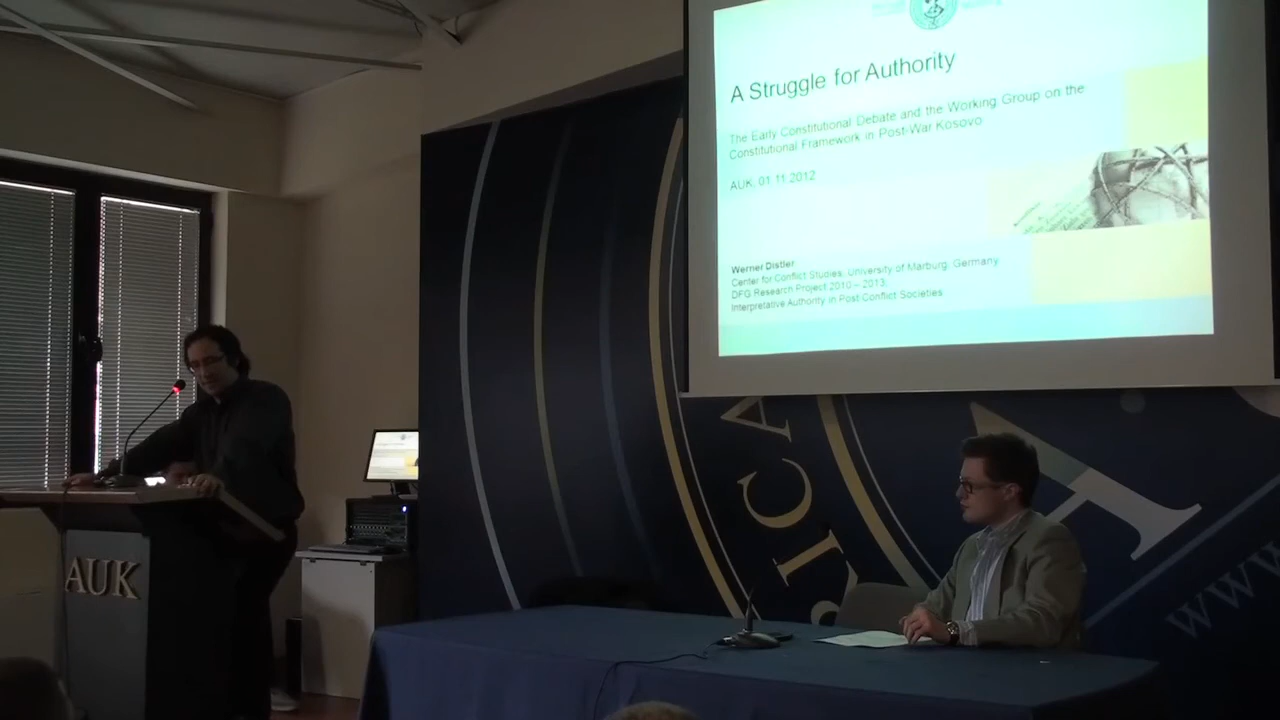 A Struggle for Authority
The Early Constitutional Debate and the Working Group on the
Constitutional Framework in Post-War Kosovo
AUK, 01.11.2012
Werner Distler
Center for Conflict Studies, University of Marburg, Germany
DFG Research Project 2010 – 2013:
Interpretative Authority in Post Conflict Societies
AUK
ICA
A
WWW